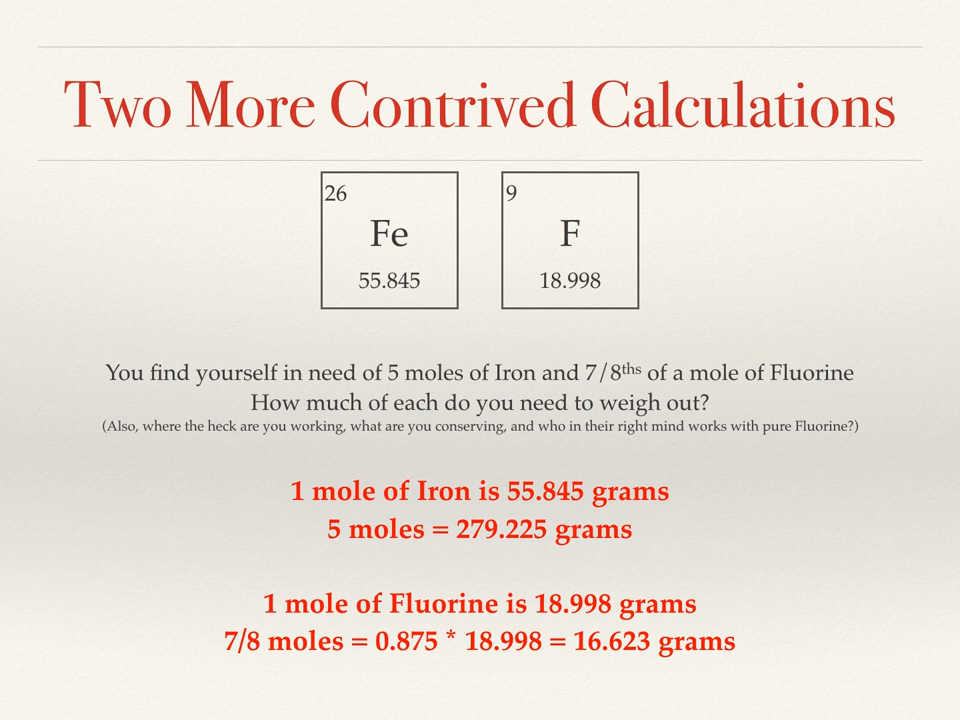 Two More Contrived Calculations
26
Fe
55.845
9
F
18.998
You find yourself in need of 5 moles of Iron and 7/8ths of a mole of Fluorine
How much of each do you need to weigh out?
(Also, where the heck are you working, what are you conserving, and who in their right mind works with pure Fluorine?)
1 mole of Iron is 55.845 grams
5 moles = 279.225 grams
1 mole of Fluorine is 18.998 grams
7/8 moles = 0.875 * 18.998 = 16.623 grams